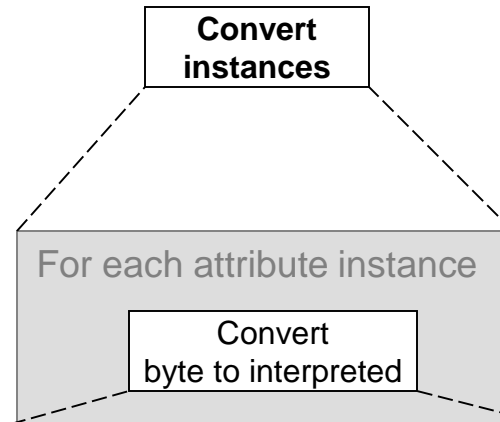 Convert
instances
For each attribute instance
Convert
byte to interpreted